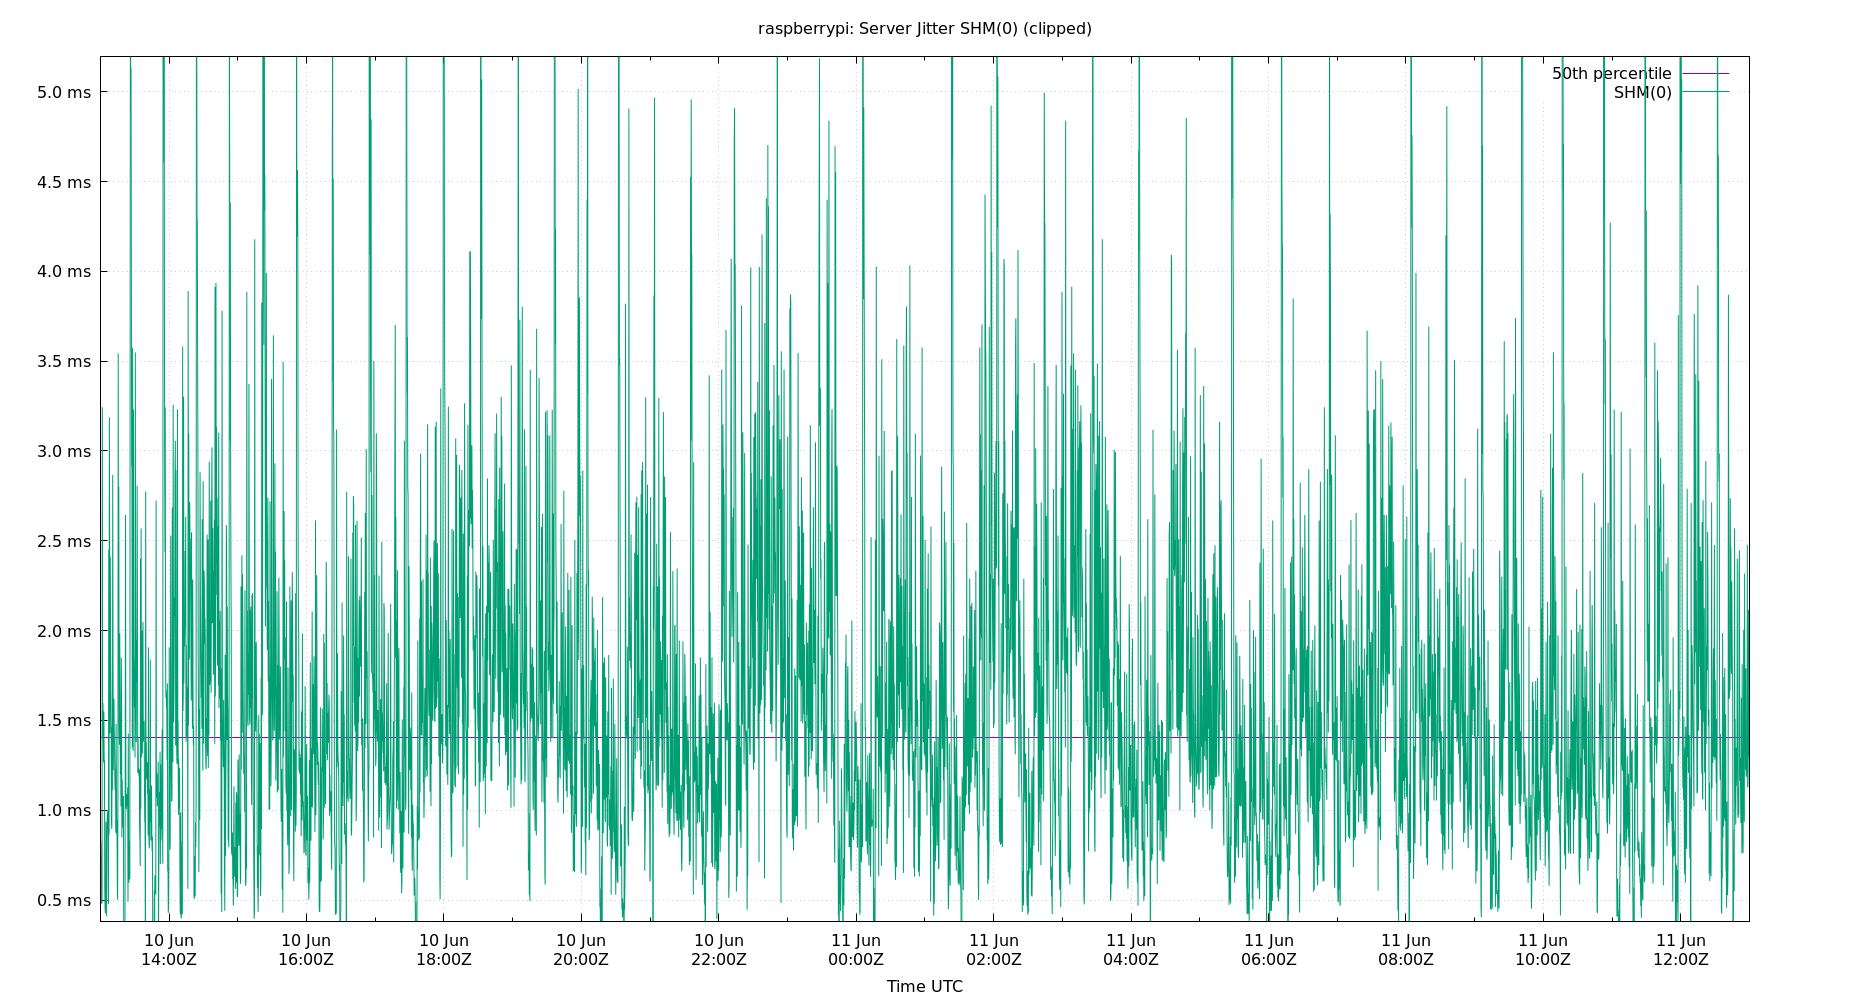 raspberrypi: Server Jitter SHM(0) (clipped)
50th percentile
SHM(0)
5.0 ms
4.5 ms
4.0 ms
3.5 ms
3.0 ms
2.5 ms
2.0 ms
1.5 ms
1.0 ms
0.5 ms
10 Jun 10 Jun 10 Jun 10 Jun 10 Jun 11 Jun 11 Jun 11 Jun 11 Jun 11 Jun 11 Jun 11 Jun
14:00Z 16:00Z 18:00Z 20:00Z 22:00Z 00:00Z 02:00Z 04:00Z 06:00Z 08:00Z 10:00Z 12:00Z
Time UTC